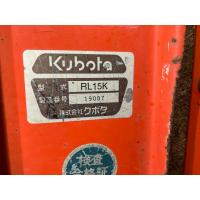 Kubota
型式 RL15K
製造番号 19007
株式会社クボタ
検査
合格証